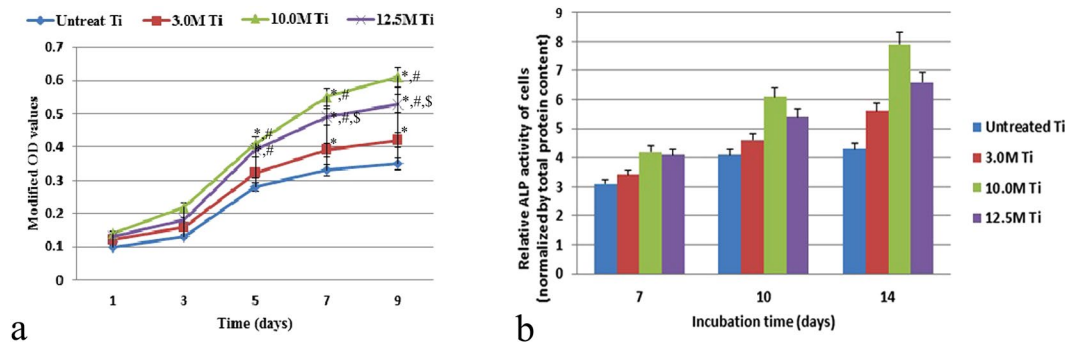 Untreat Ti 3.0M Ti 10.0M Ti 12.5M Ti
Modified OD values
0.7
0.6
0.5
0.4
0.3
0.2
0.1
0
*,#
*,#
*,#
*,#
*,#,$
*
*,#,$
*
1 3 5 7 9
Time (days)
a
Relative ALP activity of cells
(normalized by total protein content)
9
8
7
6
5
4
3
2
1
0
7 10 14
Incubation time (days)
Untreated Ti
3.0M Ti
10.0M Ti
12.5M Ti
b